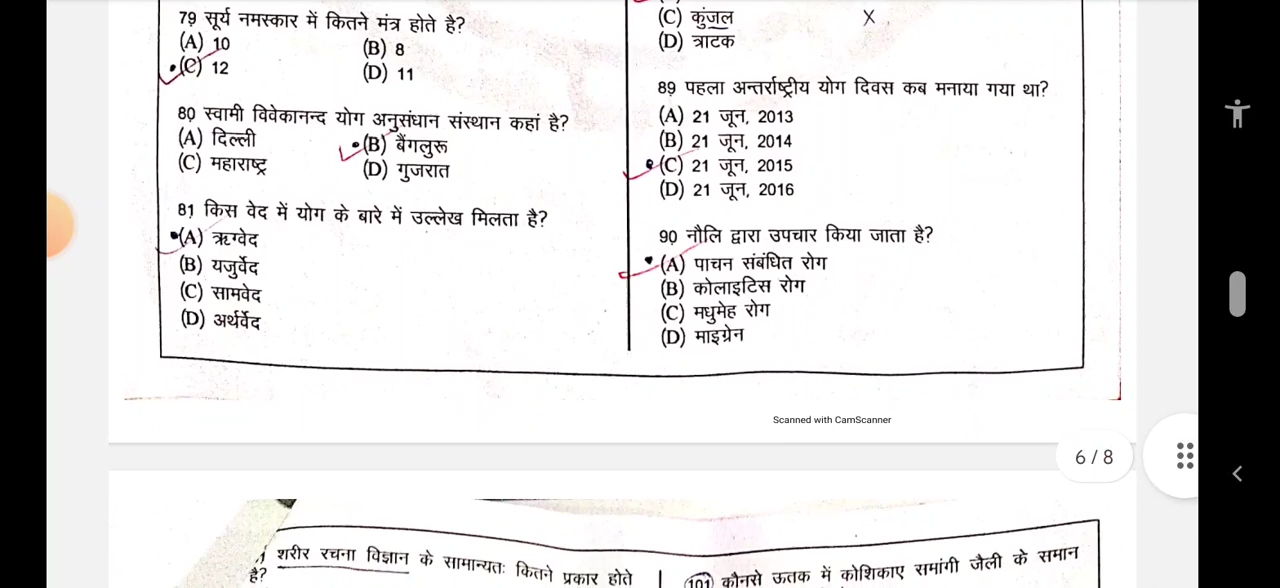 79 सूर्य नमस्कार में कितने मंत्र होते है?
(A) 10
(B) 8
(C) 12
(D) 11
80 स्वामी विवेकानन्द योग अनुसंधान संस्थान कहां है?
(A) दिल्ली
(B) बैंगलुरू
(C) महाराष्ट्र
(D) गुजरात
81 किस वेद में योग के बारे में उल्लेख मिलता है?
(A) ऋग्वेद
(B) यजुर्वेद
(C) सामवेद
(D) अर्थर्वेद
(C) कुंजल
X
(D) त्राटक
89 पहला अन्तर्राष्ट्रीय योग दिवस कब मनाया गया था?
(A) 21 जून, 2013
(B) 21 जून, 2014
(C) 21 जून, 2015
(D) 21 जून, 2016
90 नौलि द्वारा उपचार किया जाता है?
(A) पाचन संबंधित रोग
(B) कोलाइटिस रोग
(C) मधुमेह रोग
(D) माइग्रेन
Scanned with CamScanner
6 / 8
शरीर रचना विज्ञान के सामान्यतः कितने प्रकार होते
है?
101 कौनसे ऊतक में कोशिकाए समांगी जैली के समान